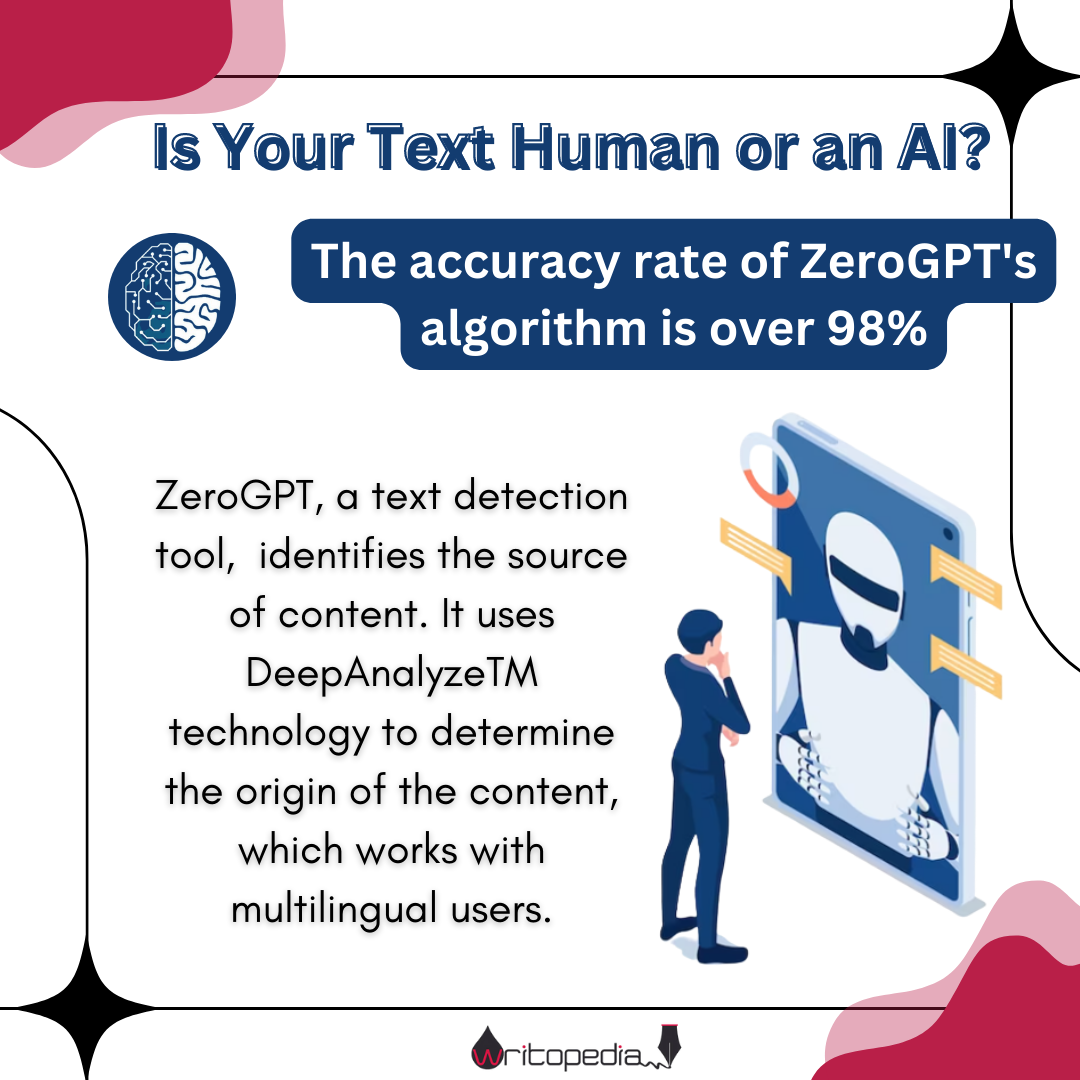 Is Your Text Human or an AI?
The accuracy rate of ZeroGPT's
algorithm is over 98%
ZeroGPT, a text detection
tool,  identifies the source
of content. It uses
DeepAnalyzeTM
technology to determine
the origin of the content,
which works with
multilingual users.
writopedia